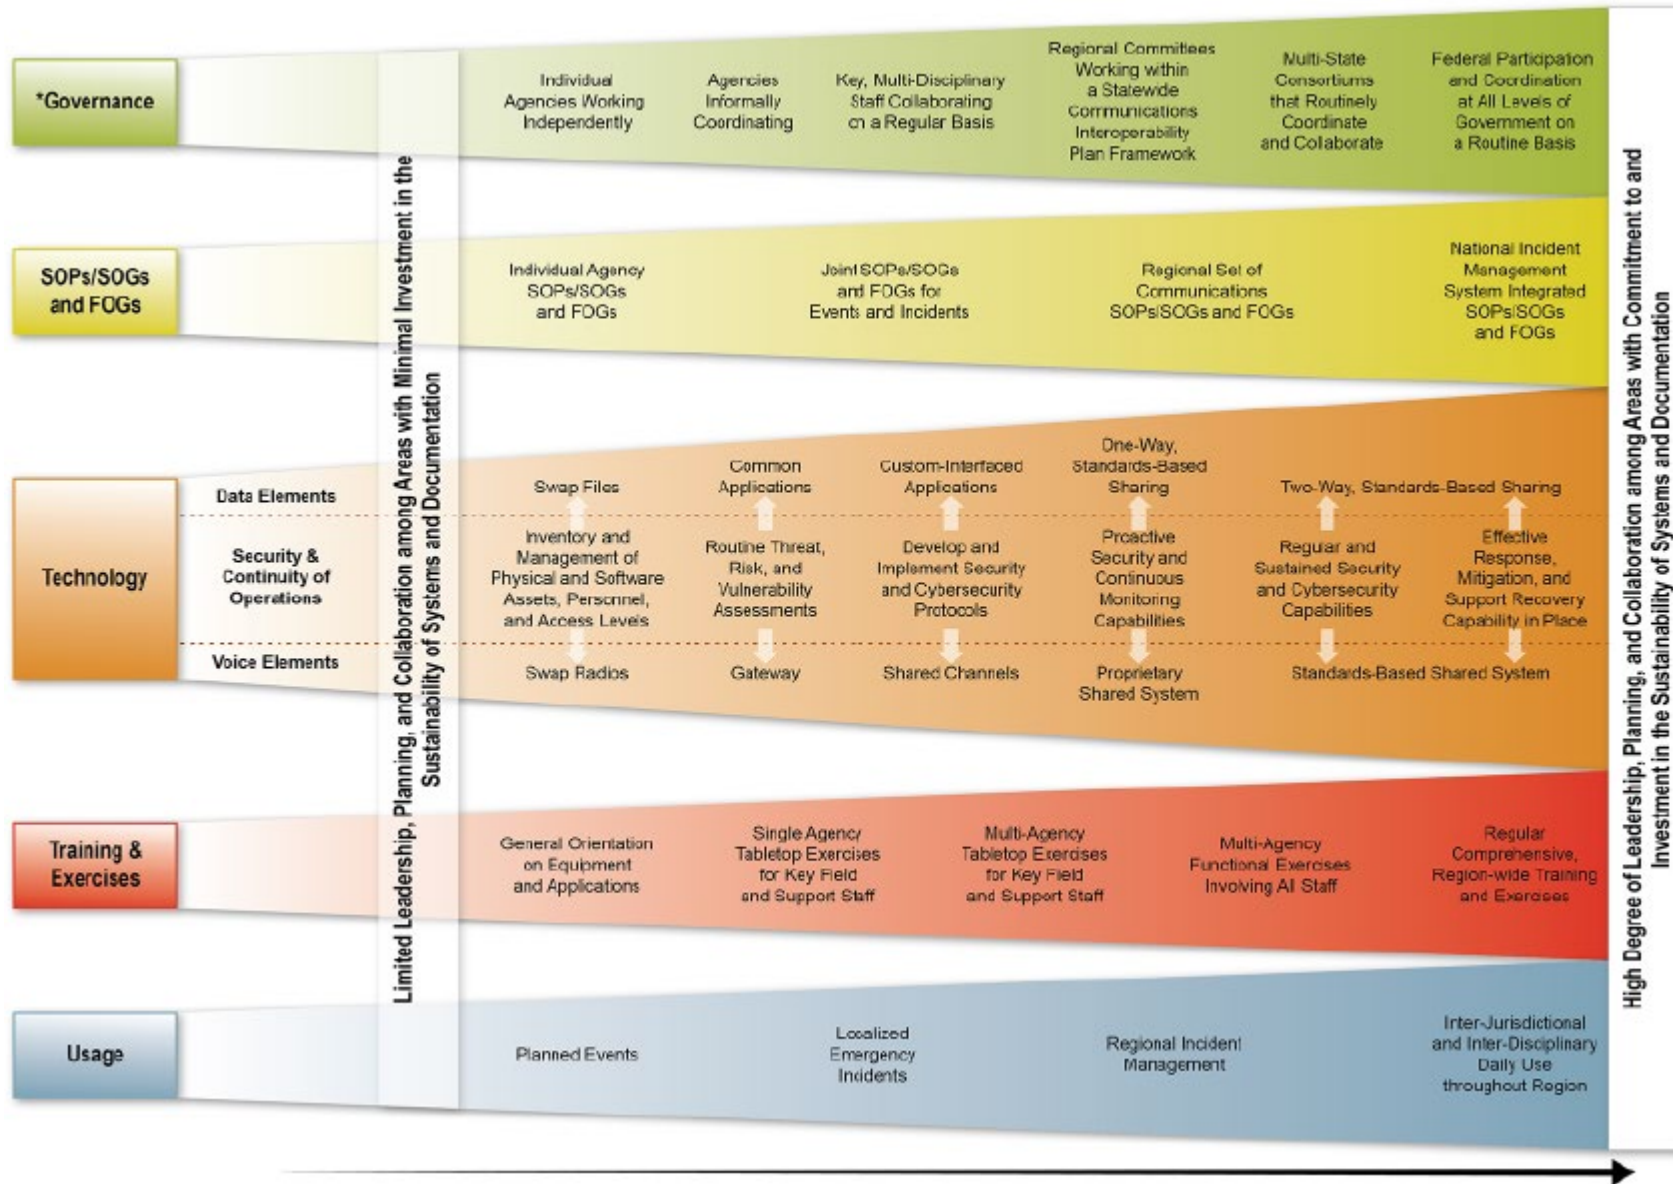 *Governance
Individual
Agencies Working
Independently
Agencies
Informally
Coordinating
Key, Multi-Disciplinary
Staff Collaborating
on a Regular Basis
Regional Committees
Working within
a Statewide
Communications
Interoperability
Plan Framework
Multi-State
Consortiums
that Routinely
Coordinate
and Collaborate
Federal Participation
and Coordination
at All Levels of
Government on
a Routine Basis
Limited Leadership, Planning, and Collaboration among Areas with Minimal Investment in the
Sustainability of Systems and Documentation
SOPs/SOGs
and FOGs
Individual Agency
SOPs/SOGs
and FOGs
Joint SOPs/SOGs
and FOGs for
Events and Incidents
Regional Set of
Communications
SOPs/SOGs and FOGs
National Incident
Management
System Integrated
SOPs/SOGs
and FOGs
Technology
Data Elements
Swap Files
Common
Applications
Custom-Interfaced
Applications
One-Way,
Standards-Based
Sharing
Two-Way, Standards-Based Sharing
Security &
Continuity of
Operations
Inventory and
Management of
Physical and Software
Assets, Personnel,
and Access Levels
Routine Threat,
Risk, and
Vulnerability
Assessments
Develop and
Implement Security
and Cybersecurity
Protocols
Proactive
Security and
Continuous
Monitoring
Capabilities
Regular and
Sustained Security
and Cybersecurity
Capabilities
Effective
Response,
Mitigation, and
Support Recovery
Capability in Place
Voice Elements
Swap Radios
Gateway
Shared Channels
Proprietary
Shared System
Standards-Based Shared System
Training &
Exercises
General Orientation
on Equipment
and Applications
Single Agency
Tabletop Exercises
for Key Field
and Support Staff
Multi-Agency
Tabletop Exercises
for Key Field
and Support Staff
Multi-Agency
Functional Exercises
Involving All Staff
Regular
Comprehensive,
Region-wide Training
and Exercises
Usage
Planned Events
Localized
Emergency
Incidents
Regional Incident
Management
Inter-Jurisdictional
and Inter-Disciplinary
Daily Use
throughout Region
High Degree of Leadership, Planning, and Collaboration among Areas with Commitment to and
Investment in the Sustainability of Systems and Documentation